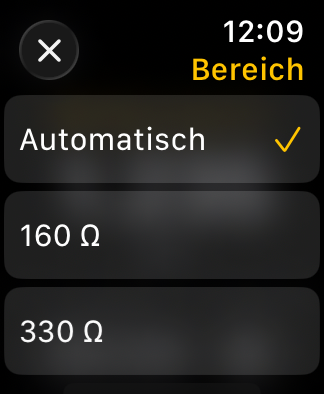 12:09
Bereich
Automatisch
160 Ω
330 Ω